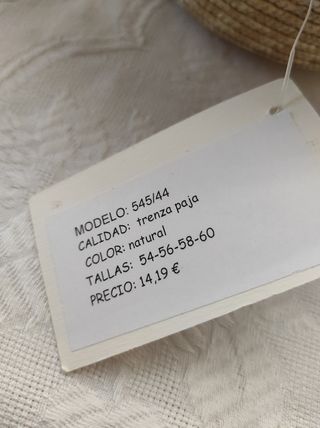 MODELO: 545/44
CALIDAD: trenza paja
COLOR: natural
TALLAS: 54-56-58-60
PRECIO: 14,19 €